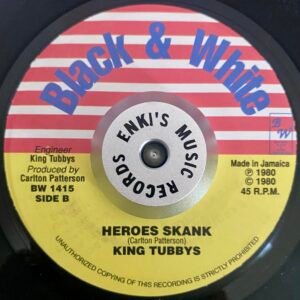 Black & White
ENKI'S MUSIC RECORDS
Engineer
King Tubbys
Produced by
Carlton Patterson
BW 1415
SIDE B
B
W
Made in Jamaica
℗ 1980
© 1980
45 R.P.M.
HEROES SKANK
(Carlton Patterson)
KING TUBBYS
UNAUTHORIZED COPYING OF THIS RECORDING IS STRICTLY PROHIBITED